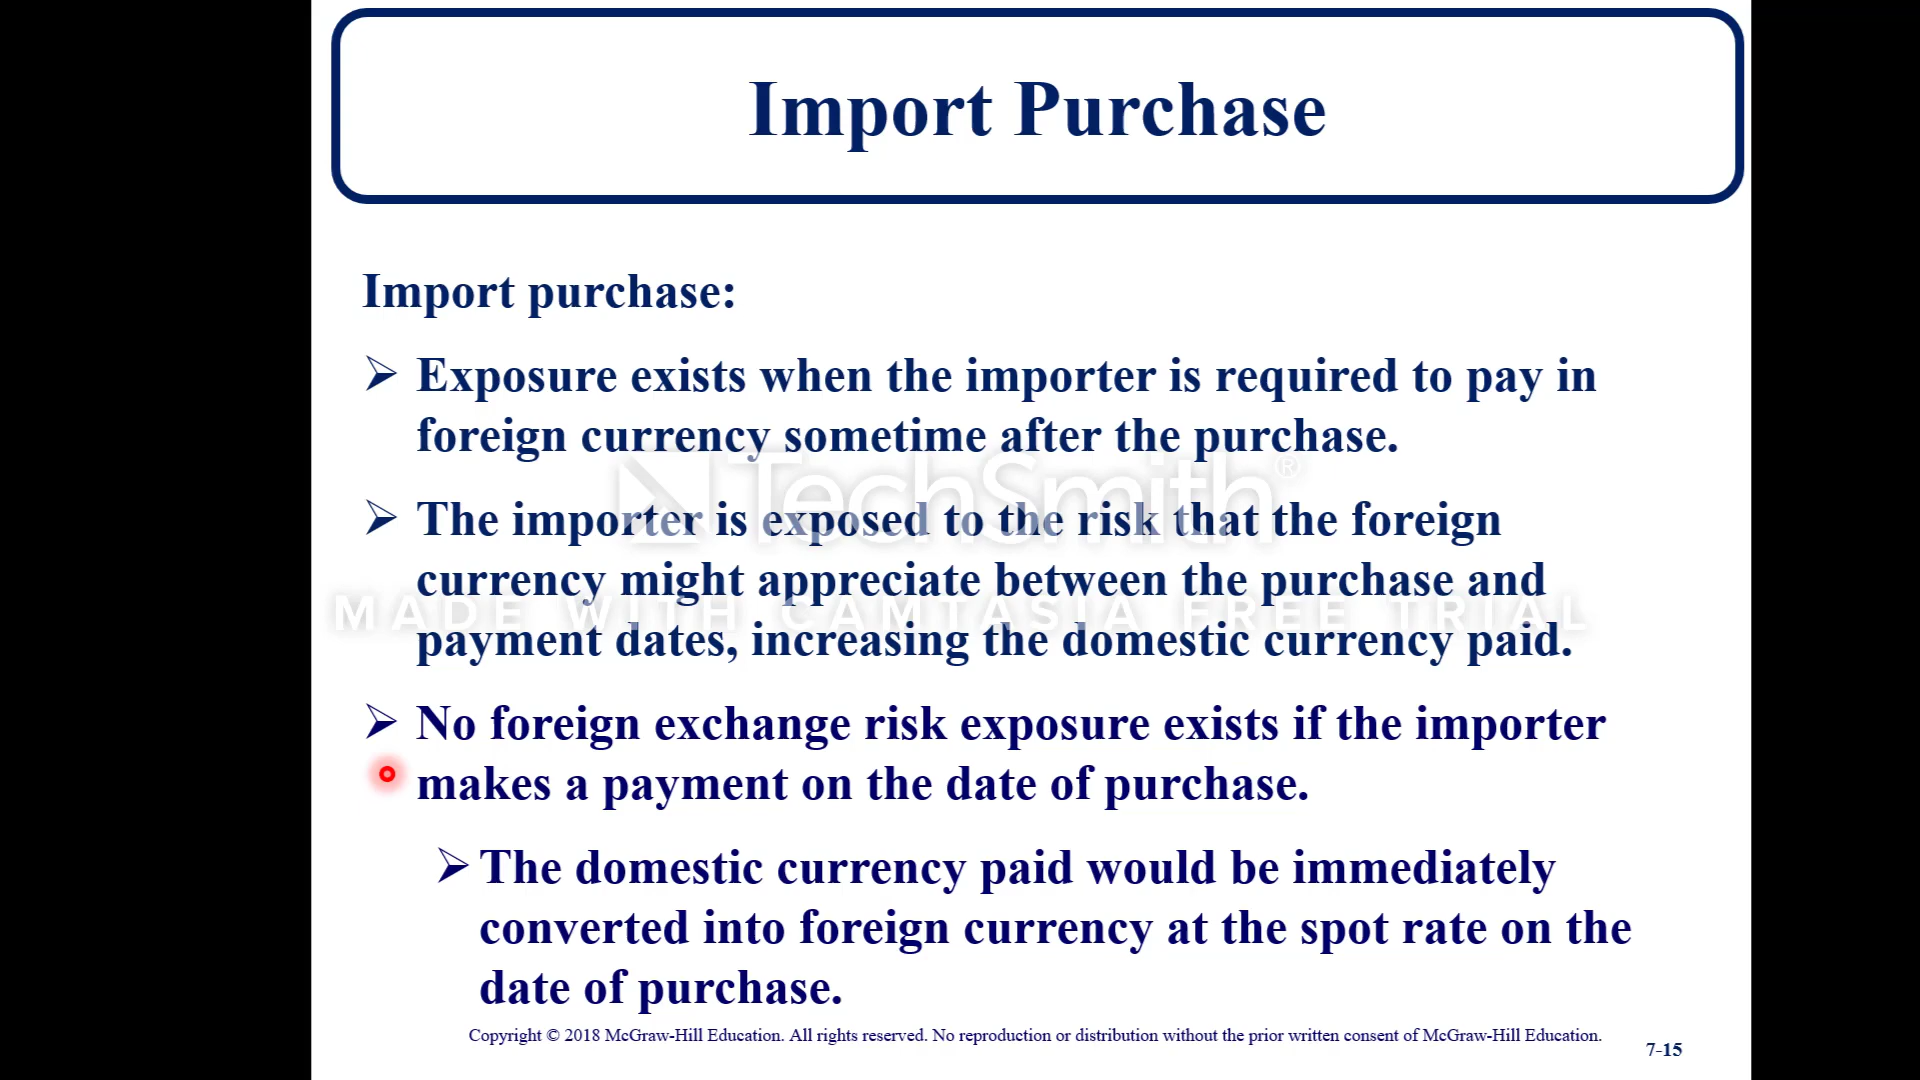 Import Purchase
Import purchase:
➢ Exposure exists when the importer is required to pay in
foreign currency sometime after the purchase.
TechSmith®
➢ The importer is exposed to the risk that the foreign
currency might appreciate between the purchase and
MADE WITH CAMTASIA FREE TRIAL
payment dates, increasing the domestic currency paid.
➢ No foreign exchange risk exposure exists if the importer
makes a payment on the date of purchase.
➢ The domestic currency paid would be immediately
converted into foreign currency at the spot rate on the
date of purchase.
Copyright © 2018 McGraw-Hill Education. All rights reserved. No reproduction or distribution without the prior written consent of McGraw-Hill Education.
7-15